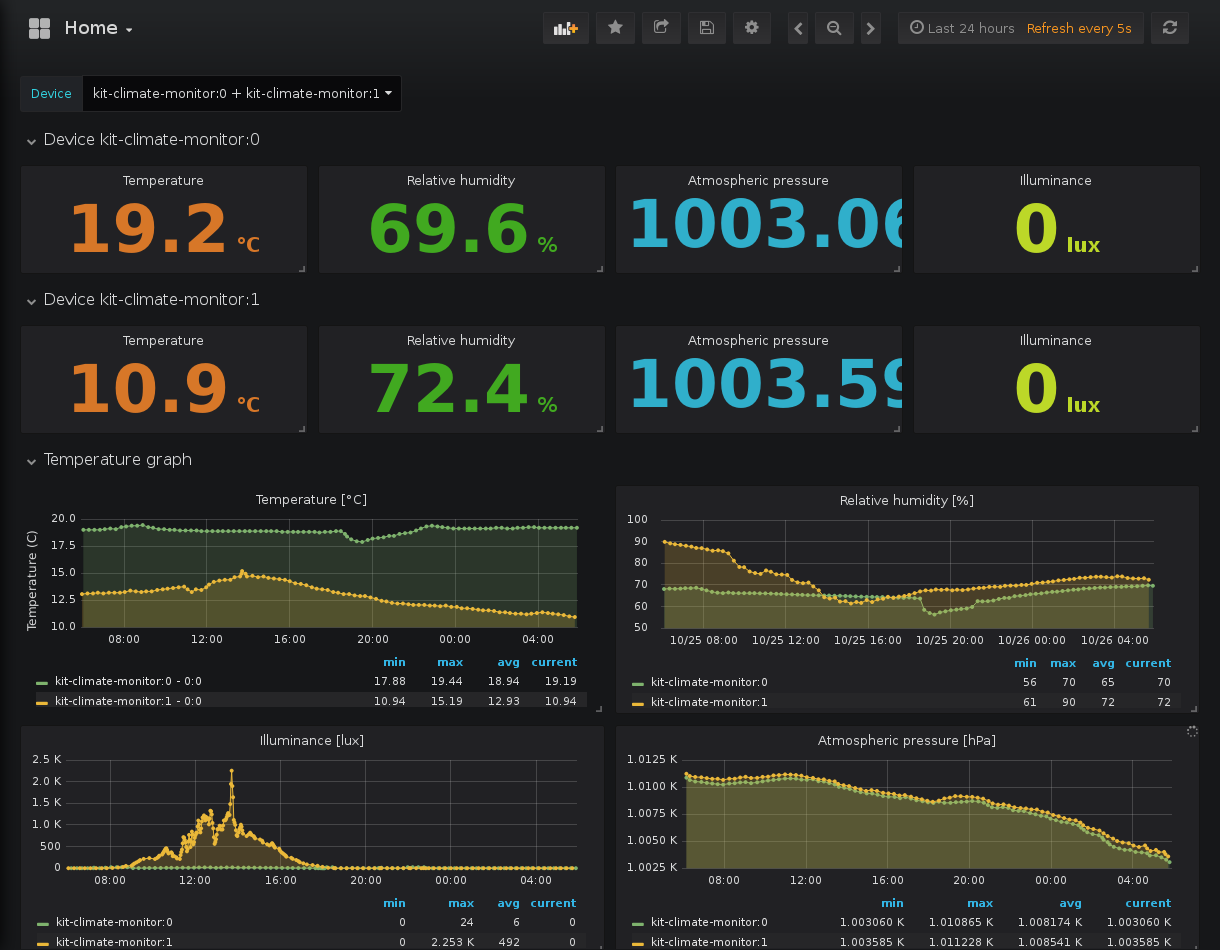 Home
Last 24 hours Refresh every 5s
Device kit-climate-monitor:0 + kit-climate-monitor:1
Device kit-climate-monitor:0
Temperature Relative humidity Atmospheric pressure Illuminance
19.2 °C 69.6 % 1003.06 0 lux
Device kit-climate-monitor:1
Temperature Relative humidity Atmospheric pressure Illuminance
10.9 °C 72.4 % 1003.59 0 lux
Temperature graph
Temperature [°C]
Temperature (C)
20.0
17.5
15.0
12.5
10.0
08:00 12:00 16:00 20:00 00:00 04:00
min max avg current
kit-climate-monitor:0 - 0:0 17.88 19.44 18.94 19.19
kit-climate-monitor:1 - 0:0 10.94 15.19 12.93 10.94
Relative humidity [%]
100
90
80
70
60
50
10/25 08:00 10/25 12:00 10/25 16:00 10/25 20:00 10/26 00:00 10/26 04:00
min max avg current
kit-climate-monitor:0 56 70 65 70
kit-climate-monitor:1 61 90 72 72
Illuminance [lux]
2.5 K
2.0 K
1.5 K
1.0 K
500
0
08:00 12:00 16:00 20:00 00:00 04:00
min max avg current
kit-climate-monitor:0 0 24 6 0
kit-climate-monitor:1 0 2.253 K 492 0
Atmospheric pressure [hPa]
1.0125 K
1.0100 K
1.0075 K
1.0050 K
1.0025 K
08:00 12:00 16:00 20:00 00:00 04:00
min max avg current
kit-climate-monitor:0 1.003060 K 1.010865 K 1.008174 K 1.003060 K
kit-climate-monitor:1 1.003585 K 1.011228 K 1.008541 K 1.003585 K